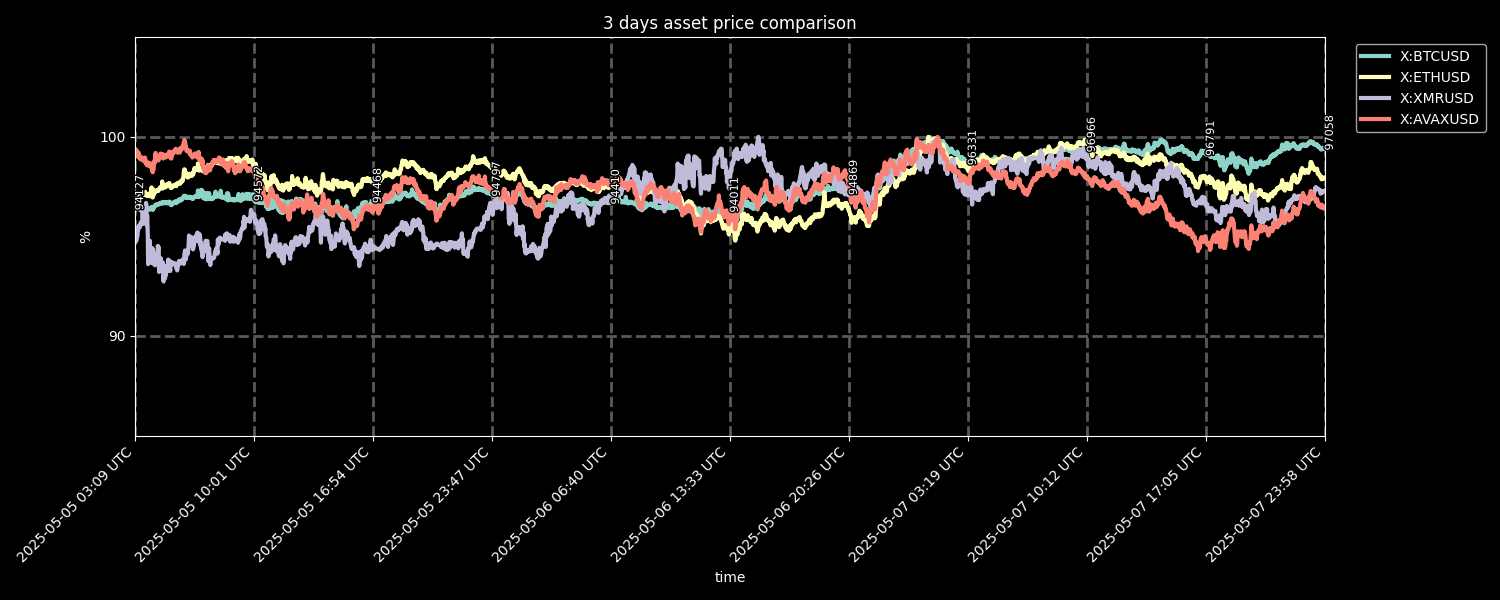 3 days asset price comparison
X:BTCUSD
X:ETHUSD
X:XMRUSD
X:AVAXUSD
100
90
%
94127
94572
94468
94797
94410
94011
94869
96331
96966
96791
97058
2025-05-05 03:09 UTC
2025-05-05 10:01 UTC
2025-05-05 16:54 UTC
2025-05-05 23:47 UTC
2025-05-06 06:40 UTC
2025-05-06 13:33 UTC
2025-05-06 20:26 UTC
2025-05-07 03:19 UTC
2025-05-07 10:12 UTC
2025-05-07 17:05 UTC
2025-05-07 23:58 UTC
time